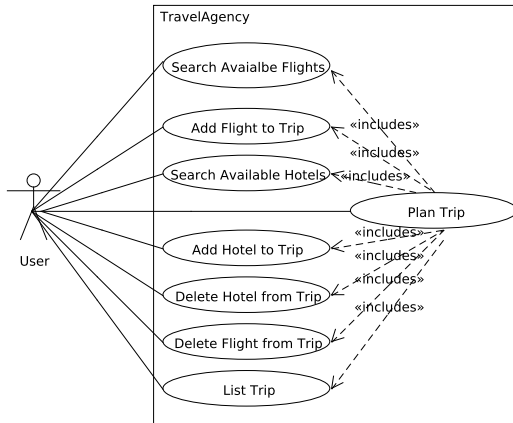 TravelAgency
Search Avaialbe Flights
Add Flight to Trip
«includes»
Search Available Hotels
«includes»
Plan Trip
«includes»
Add Hotel to Trip
«includes»
User
«includes»
Delete Hotel from Trip
«includes»
Delete Flight from Trip
List Trip